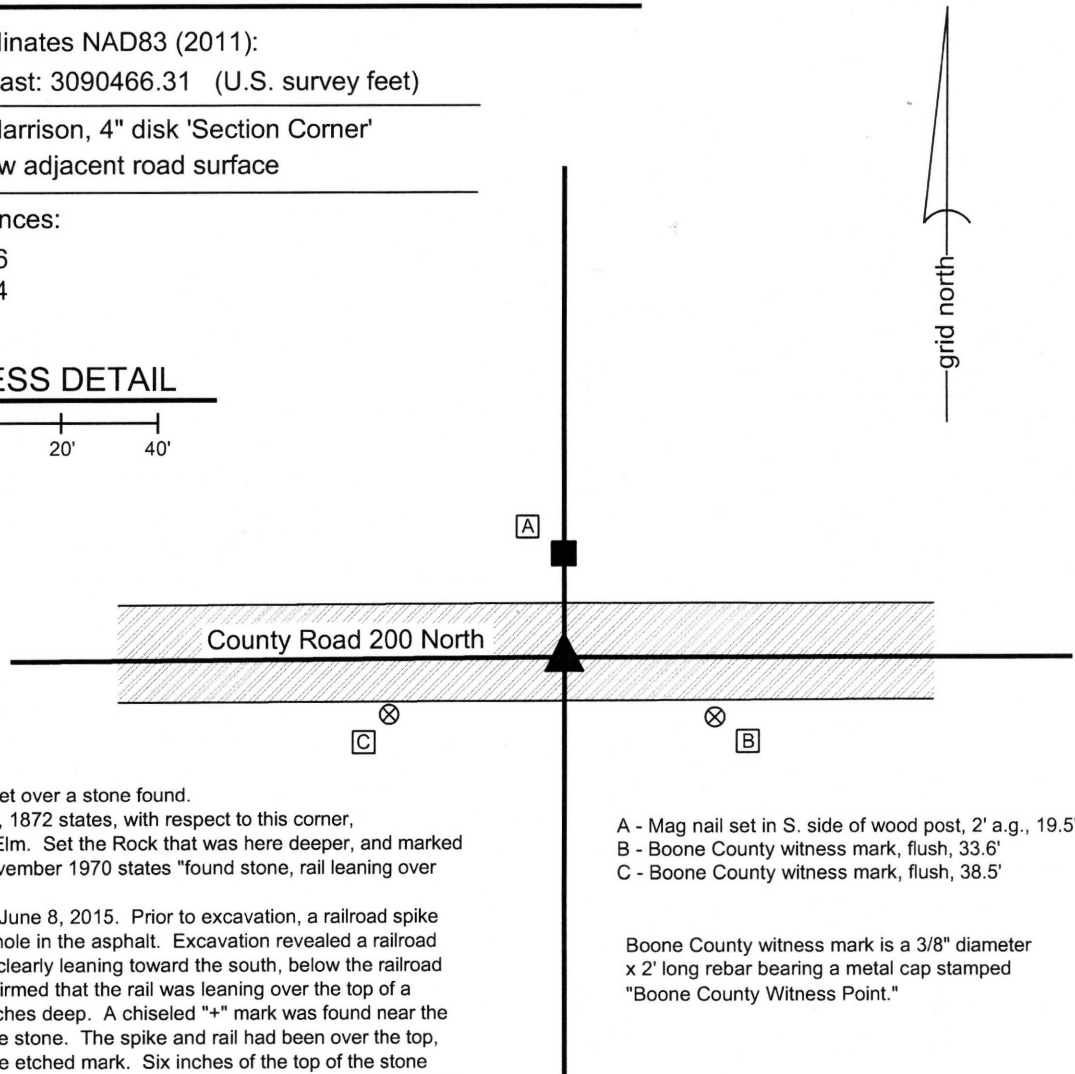 linates NAD83 (2011):
ast: 3090466.31 (U.S. survey feet)
Harrison, 4" disk 'Section Corner'
w adjacent road surface
nces:
6
4
ESS DETAIL
20' 40'
grid north
A
County Road 200 North
C
B
et over a stone found.
, 1872 states, with respect to this corner,
Elm. Set the Rock that was here deeper, and marked
vember 1970 states "found stone, rail leaning over
June 8, 2015. Prior to excavation, a railroad spike
hole in the asphalt. Excavation revealed a railroad
clearly leaning toward the south, below the railroad
irmed that the rail was leaning over the top of a
ches deep. A chiseled "+" mark was found near the
e stone. The spike and rail had been over the top,
e etched mark. Six inches of the top of the stone
A - Mag nail set in S. side of wood post, 2' a.g., 19.5'
B - Boone County witness mark, flush, 33.6'
C - Boone County witness mark, flush, 38.5'
Boone County witness mark is a 3/8" diameter
x 2' long rebar bearing a metal cap stamped
"Boone County Witness Point."